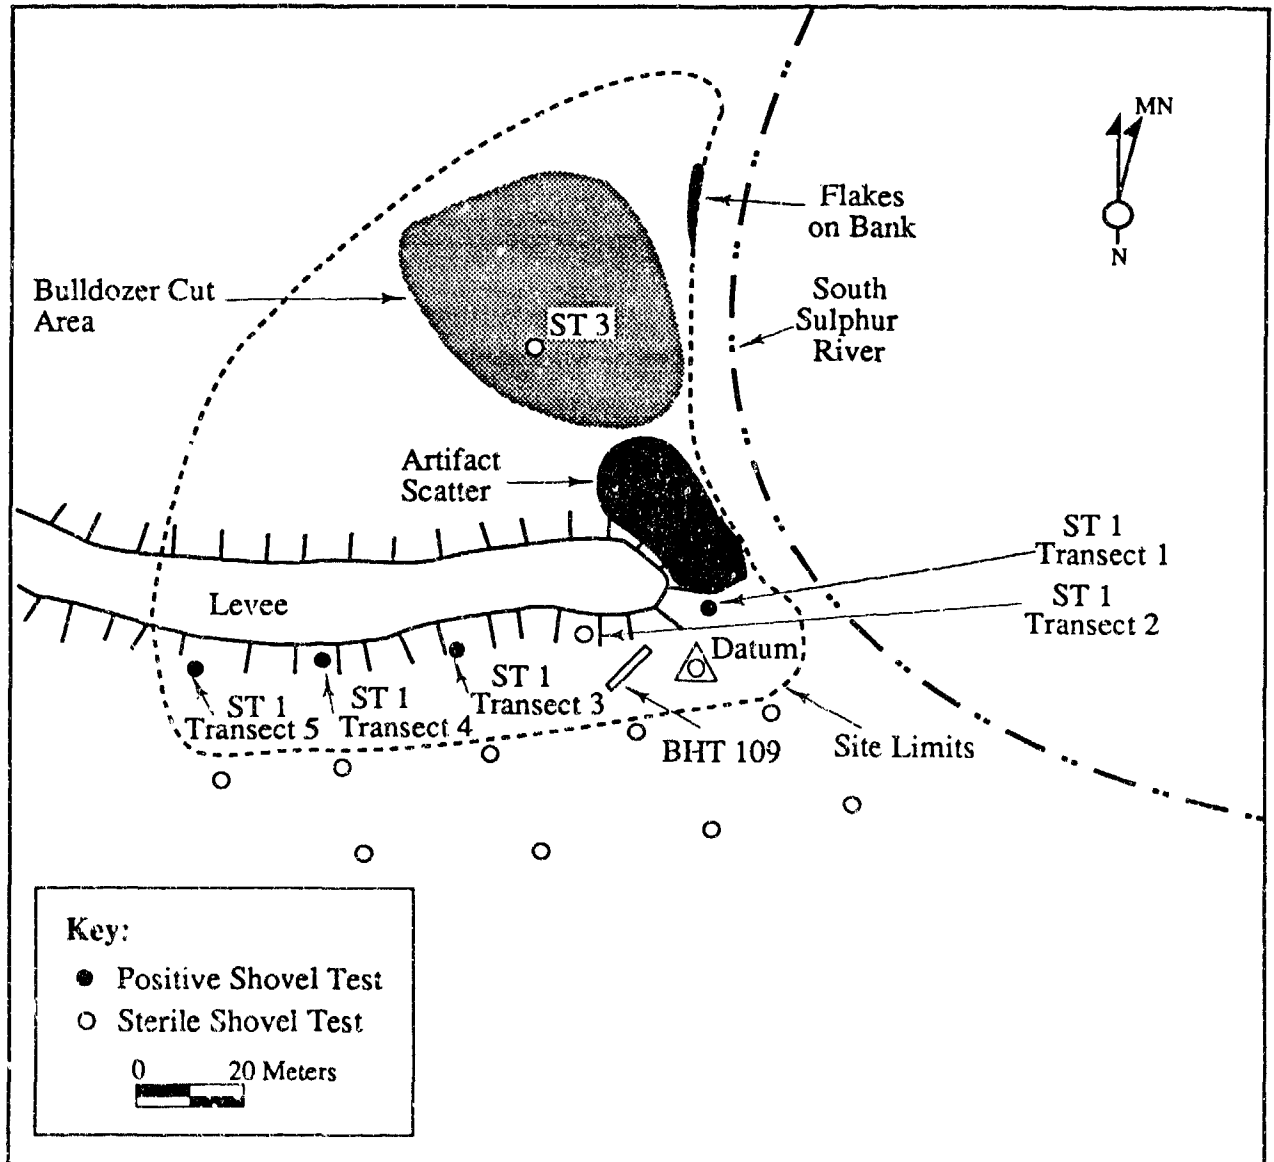 MN
N
Flakes
on Bank
Bulldozer Cut
Area
South
Sulphur
River
ST 3
Artifact
Scatter
ST 1
Transect 1
ST 1
Transect 2
Levee
Datum
ST 1
Transect 3
ST 1
Transect 4
ST 1
Transect 5
BHT 109
Site Limits
Key:
Positive Shovel Test
Sterile Shovel Test
0 20 Meters